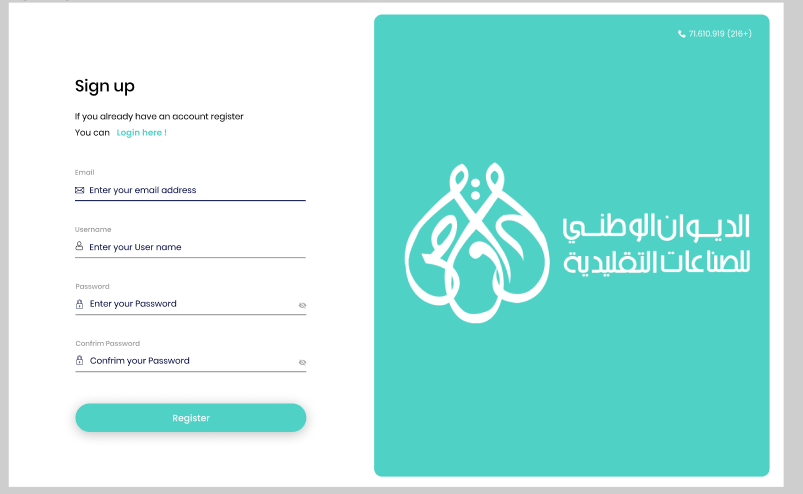 Sign up
If you already have an account register
You can Login here !
Email
Enter your email address
Username
Enter your User name
Password
Enter your Password
Confrim Password
Confrim your Password
Register
71.610.919 (216+)
الديوان الوطني
للصناعات التقليدية